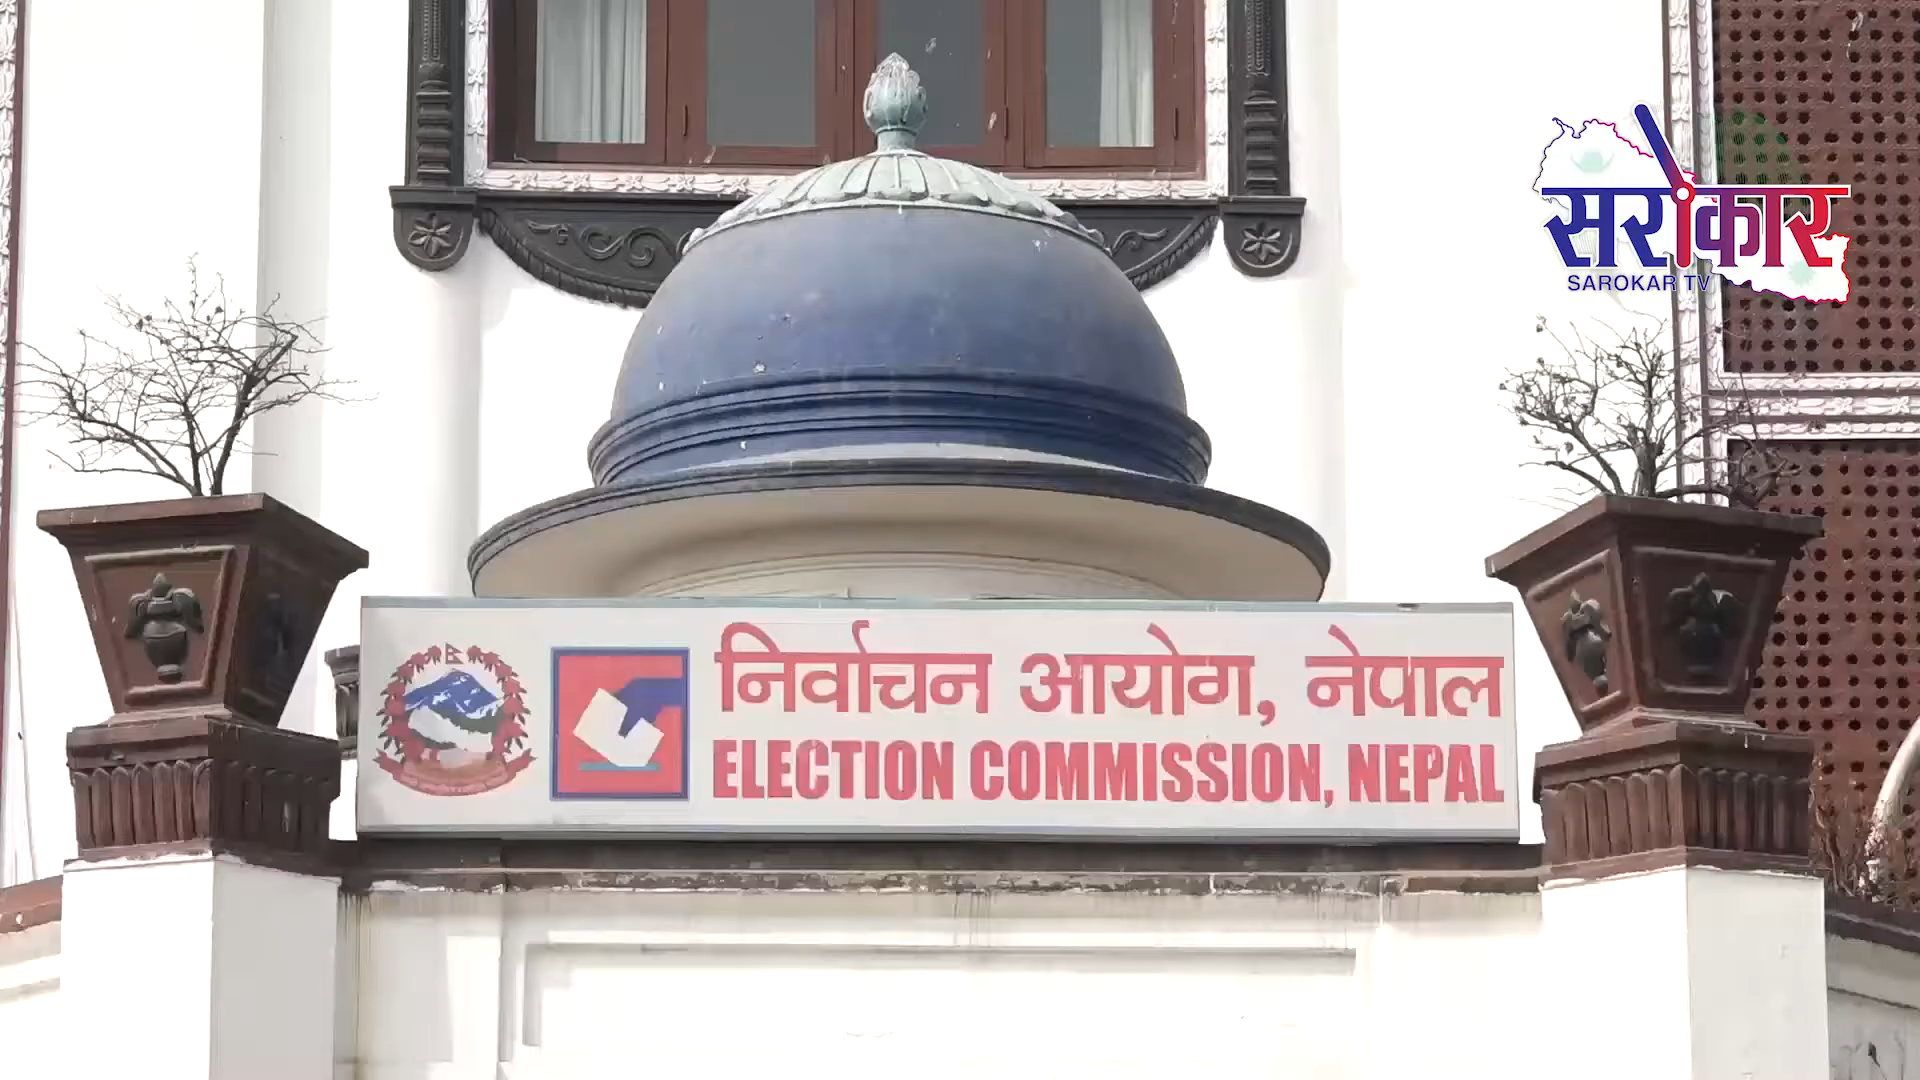 सरोकार
SAROKAR TV
निर्वाचन आयोग, नेपाल
ELECTION COMMISSION, NEPAL